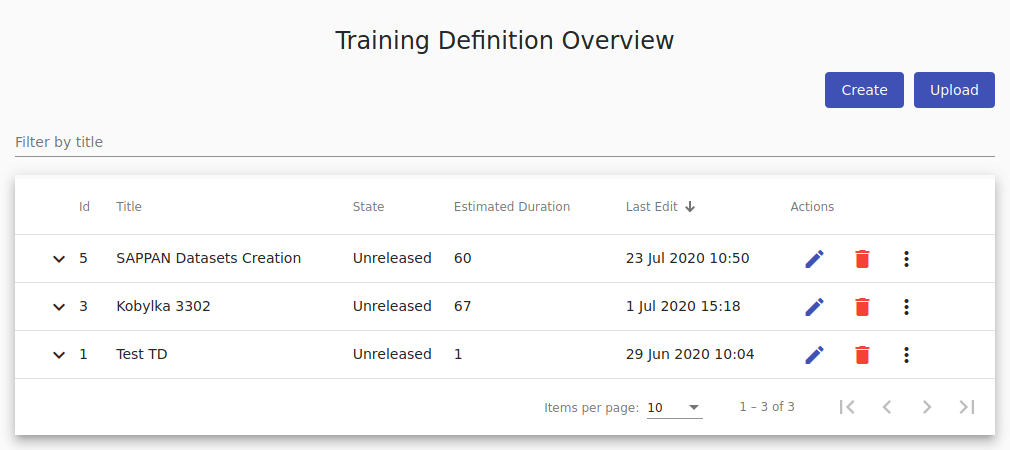 Training Definition Overview
Create Upload
Filter by title
Id Title State Estimated Duration Last Edit Actions
5 SAPPAN Datasets Creation Unreleased 60 23 Jul 2020 10:50
3 Kobylka 3302 Unreleased 67 1 Jul 2020 15:18
1 Test TD Unreleased 1 29 Jun 2020 10:04
Items per page: 10 1 – 3 of 3